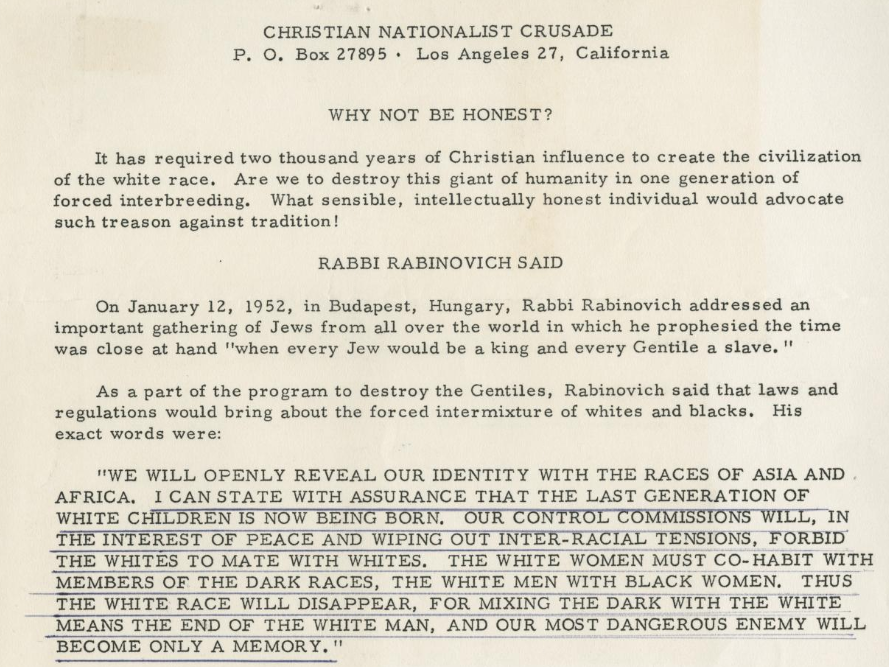 CHRISTIAN NATIONALIST CRUSADE
P. O. Box 27895 · Los Angeles 27, California
WHY NOT BE HONEST?
It has required two thousand years of Christian influence to create the civilization
of the white race. Are we to destroy this giant of humanity in one generation of
forced interbreeding. What sensible, intellectually honest individual would advocate
such treason against tradition!
RABBI RABINOVICH SAID
On January 12, 1952, in Budapest, Hungary, Rabbi Rabinovich addressed an
important gathering of Jews from all over the world in which he prophesied the time
was close at hand "when every Jew would be a king and every Gentile a slave."
As a part of the program to destroy the Gentiles, Rabinovich said that laws and
regulations would bring about the forced intermixture of whites and blacks. His
exact words were:
"WE WILL OPENLY REVEAL OUR IDENTITY WITH THE RACES OF ASIA AND
AFRICA. I CAN STATE WITH ASSURANCE THAT THE LAST GENERATION OF
WHITE CHILDREN IS NOW BEING BORN. OUR CONTROL COMMISSIONS WILL, IN
THE INTEREST OF PEACE AND WIPING OUT INTER-RACIAL TENSIONS, FORBID
THE WHITES TO MATE WITH WHITES. THE WHITE WOMEN MUST CO-HABIT WITH
MEMBERS OF THE DARK RACES, THE WHITE MEN WITH BLACK WOMEN. THUS
THE WHITE RACE WILL DISAPPEAR, FOR MIXING THE DARK WITH THE WHITE
MEANS THE END OF THE WHITE MAN, AND OUR MOST DANGEROUS ENEMY WILL
BECOME ONLY A MEMORY."